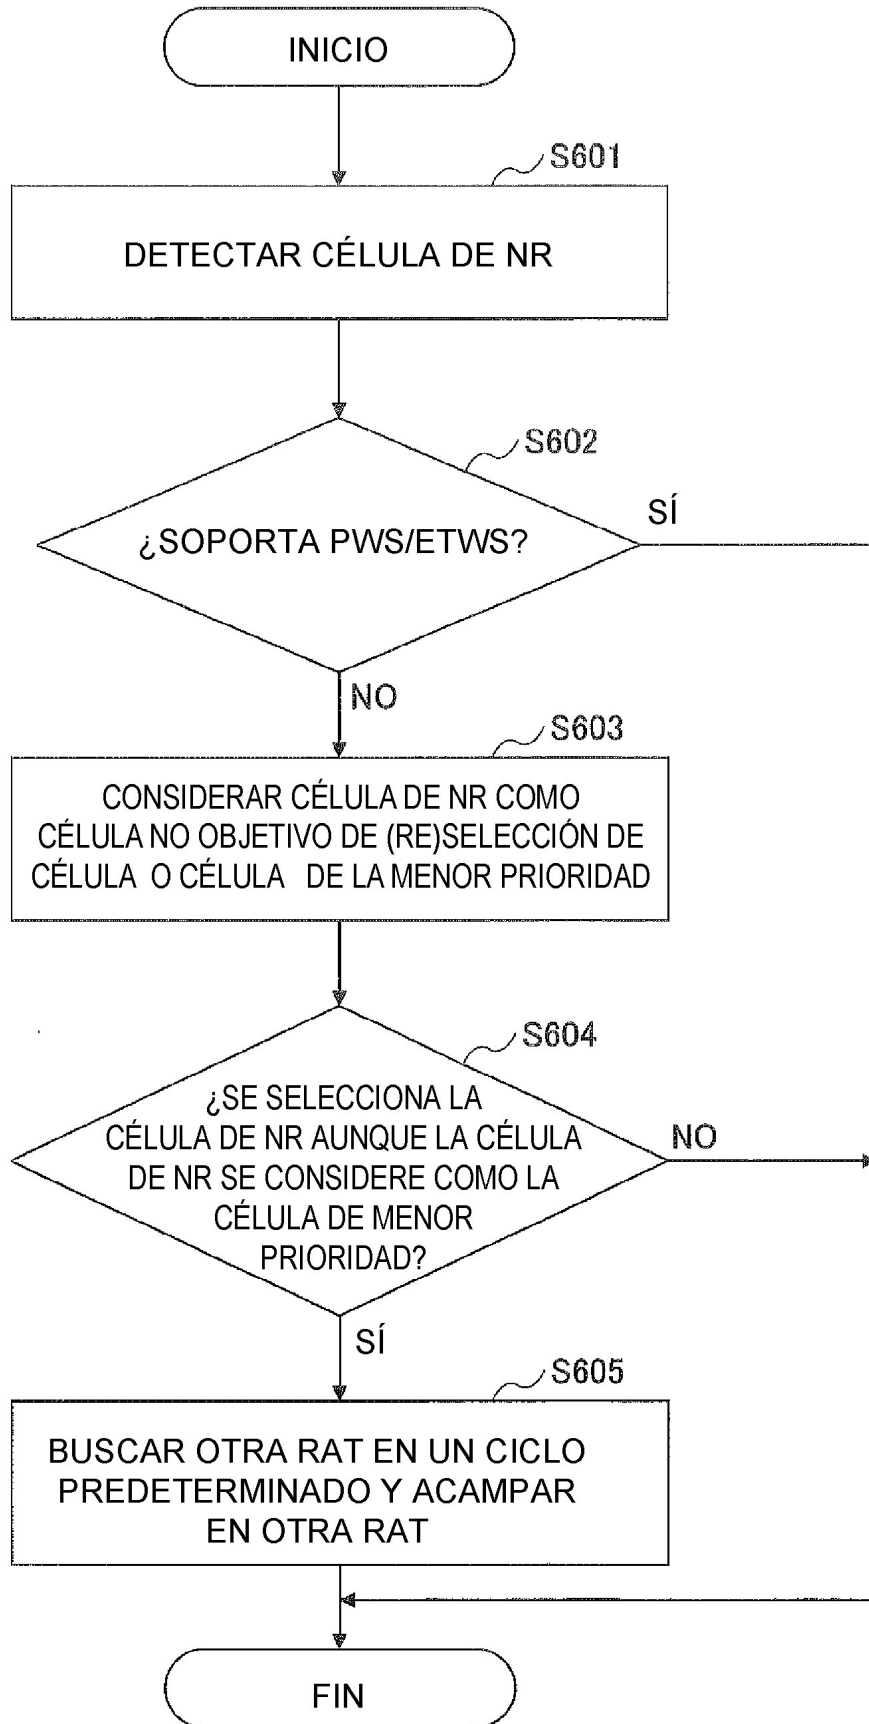 INICIO
S601
DETECTAR CÉLULA DE NR
S602
¿SOPORTA PWS/ETWS?
SÍ
NO
S603
CONSIDERAR CÉLULA DE NR COMO
CÉLULA NO OBJETIVO DE (RE)SELECCIÓN DE
CÉLULA O CÉLULA DE LA MENOR PRIORIDAD
S604
¿SE SELECCIONA LA
CÉLULA DE NR AUNQUE LA CÉLULA
DE NR SE CONSIDERE COMO LA
CÉLULA DE MENOR
PRIORIDAD?
NO
SÍ
S605
BUSCAR OTRA RAT EN UN CICLO
PREDETERMINADO Y ACAMPAR
EN OTRA RAT
FIN